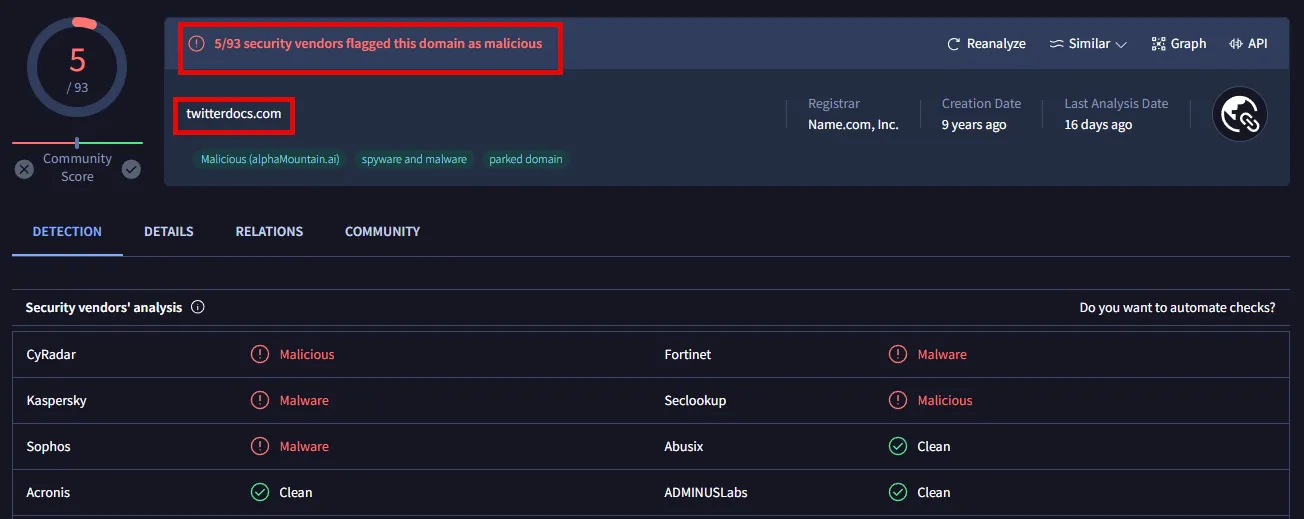 5
/ 93
Community
Score
5/93 security vendors flagged this domain as malicious
Reanalyze
Similar
Graph
API
twitterdocs.com
Registrar
Name.com, Inc.
Creation Date
9 years ago
Last Analysis Date
16 days ago
Malicious (alphaMountain.ai)
spyware and malware
parked domain
DETECTION
DETAILS
RELATIONS
COMMUNITY
Security vendors' analysis
Do you want to automate checks?
CyRadar
Malicious
Fortinet
Malware
Kaspersky
Malware
Seclookup
Malicious
Sophos
Malware
Abusix
Clean
Acronis
Clean
ADMINUSLabs
Clean